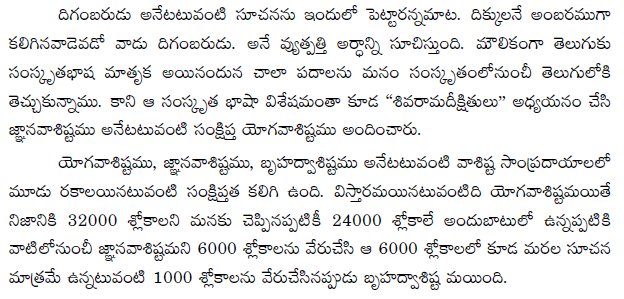 దిగంబరుడు అనేటటువంటి సూచనను ఇందులో పెట్టారన్నమాట. దిక్కులనే అంబరముగా
కలిగినవాడెవడో వాడు దిగంబరుడు. అనే వ్యుత్పత్తి అర్ధాన్ని సూచిస్తుంది. మౌలికంగా తెలుగుకు
సంస్కృతభాష మాతృక అయినందున చాలా పదాలను మనం సంస్కృతంలోనుంచీ తెలుగులోకి
తెచ్చుకున్నాము. కాని ఆ సంస్కృత భాషా విశేషమంతా కూడ “శివరామదీక్షితులు” అధ్యయనం చేసి
జ్ఞానవాశిష్టము అనేటటువంటి సంక్షిప్త యోగవాశిష్టము అందించారు.
యోగవాశిష్టము, జ్ఞానవాశిష్టము, బృహద్వాశిష్టము అనేటటువంటి వాశిష్ట సాంప్రదాయాలలో
మూడు రకాలయినటువంటి సంక్షిప్తత కలిగి ఉంది. విస్తారమయినటువంటిది యోగవాశిష్టమయితే
నిజానికి 32000 శ్లోకాలని మనకు చెప్పినప్పటికీ 24000 శ్లోకాలే అందుబాటులో ఉన్నప్పటికి
వాటిలోనుంచీ జ్ఞానవాశిష్టమని 6000 శ్లోకాలను వేరుచేసి ఆ 6000 శ్లోకాలలో కూడ మరల సూచన
మాత్రమే ఉన్నటువంటి 1000 శ్లోకాలను వేరుచేసినప్పుడు బృహద్వాశిష్ట మయింది.